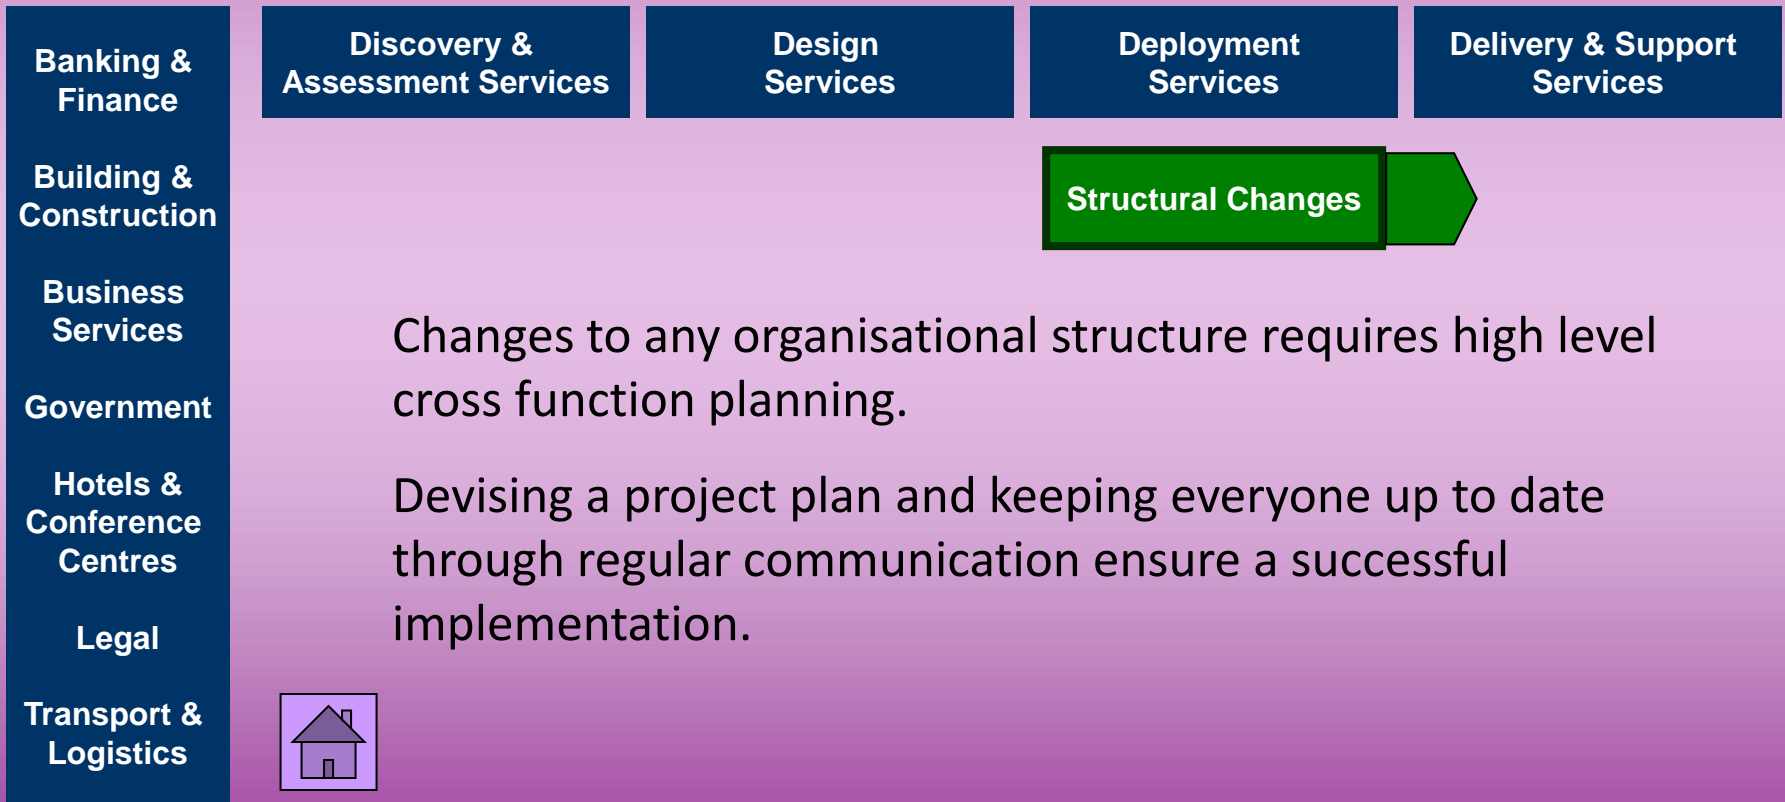 Banking &
Finance
Building &
Construction
Business
Services
Government
Hotels &
Conference
Centres
Legal
Transport &
Logistics
Discovery &
Assessment Services
Design
Services
Deployment
Services
Delivery & Support
Services
Structural Changes
Changes to any organisational structure requires high level
cross function planning.
Devising a project plan and keeping everyone up to date
through regular communication ensure a successful
implementation.